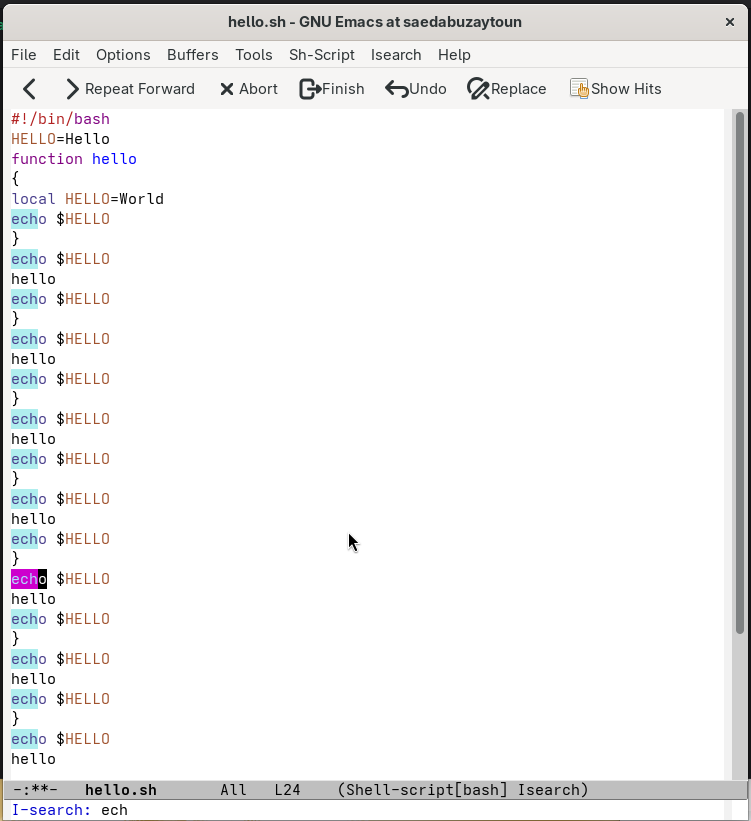 hello.sh - GNU Emacs at saedabuzaytoun
File Edit Options Buffers Tools Sh-Script Isearch Help
Repeat Forward Abort Finish Undo Replace Show Hits
#!/bin/bash
HELLO=Hello
function hello
{
local HELLO=World
echo $HELLO
}
echo $HELLO
hello
echo $HELLO
}
echo $HELLO
hello
echo $HELLO
}
echo $HELLO
hello
echo $HELLO
}
echo $HELLO
hello
echo $HELLO
}
echo $HELLO
hello
echo $HELLO
}
echo $HELLO
hello
echo $HELLO
}
echo $HELLO
hello
-:**- hello.sh All L24 (Shell-script[bash] Isearch)
I-search: ech